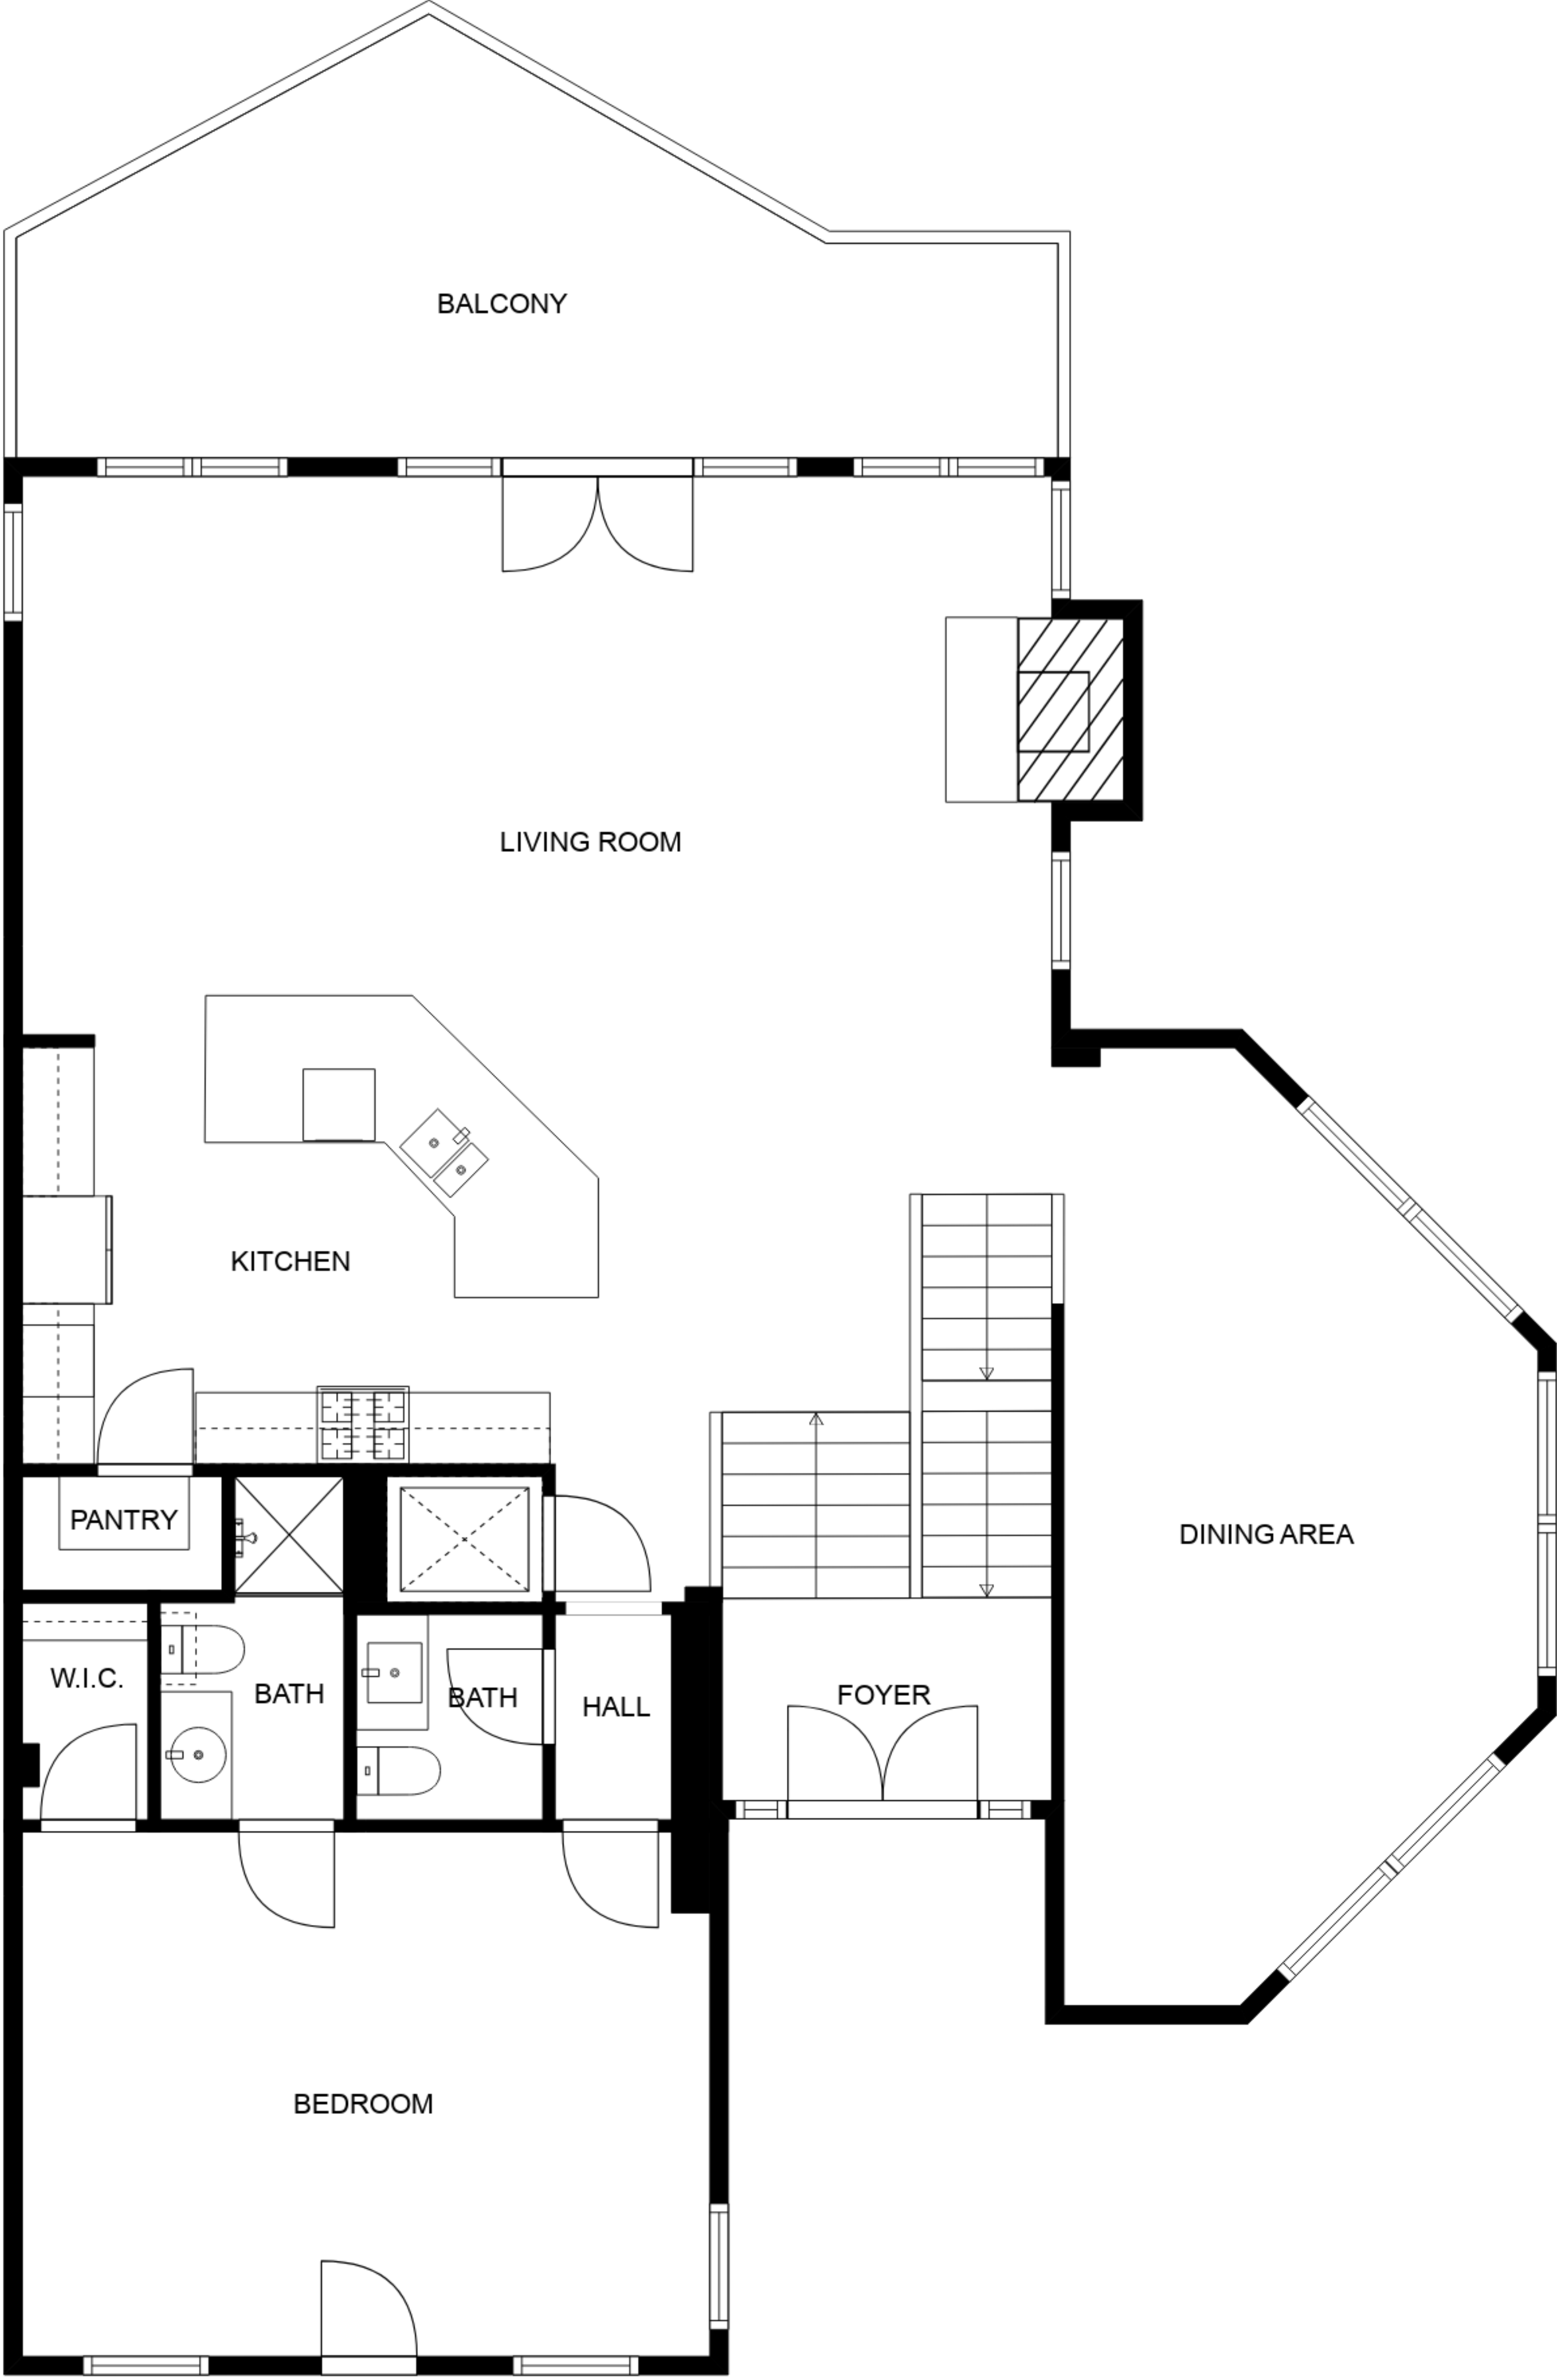 BALCONY
LIVING ROOM
KITCHEN
PANTRY
DINING AREA
W.I.C.
BATH
BATH
HALL
FOYER
BEDROOM